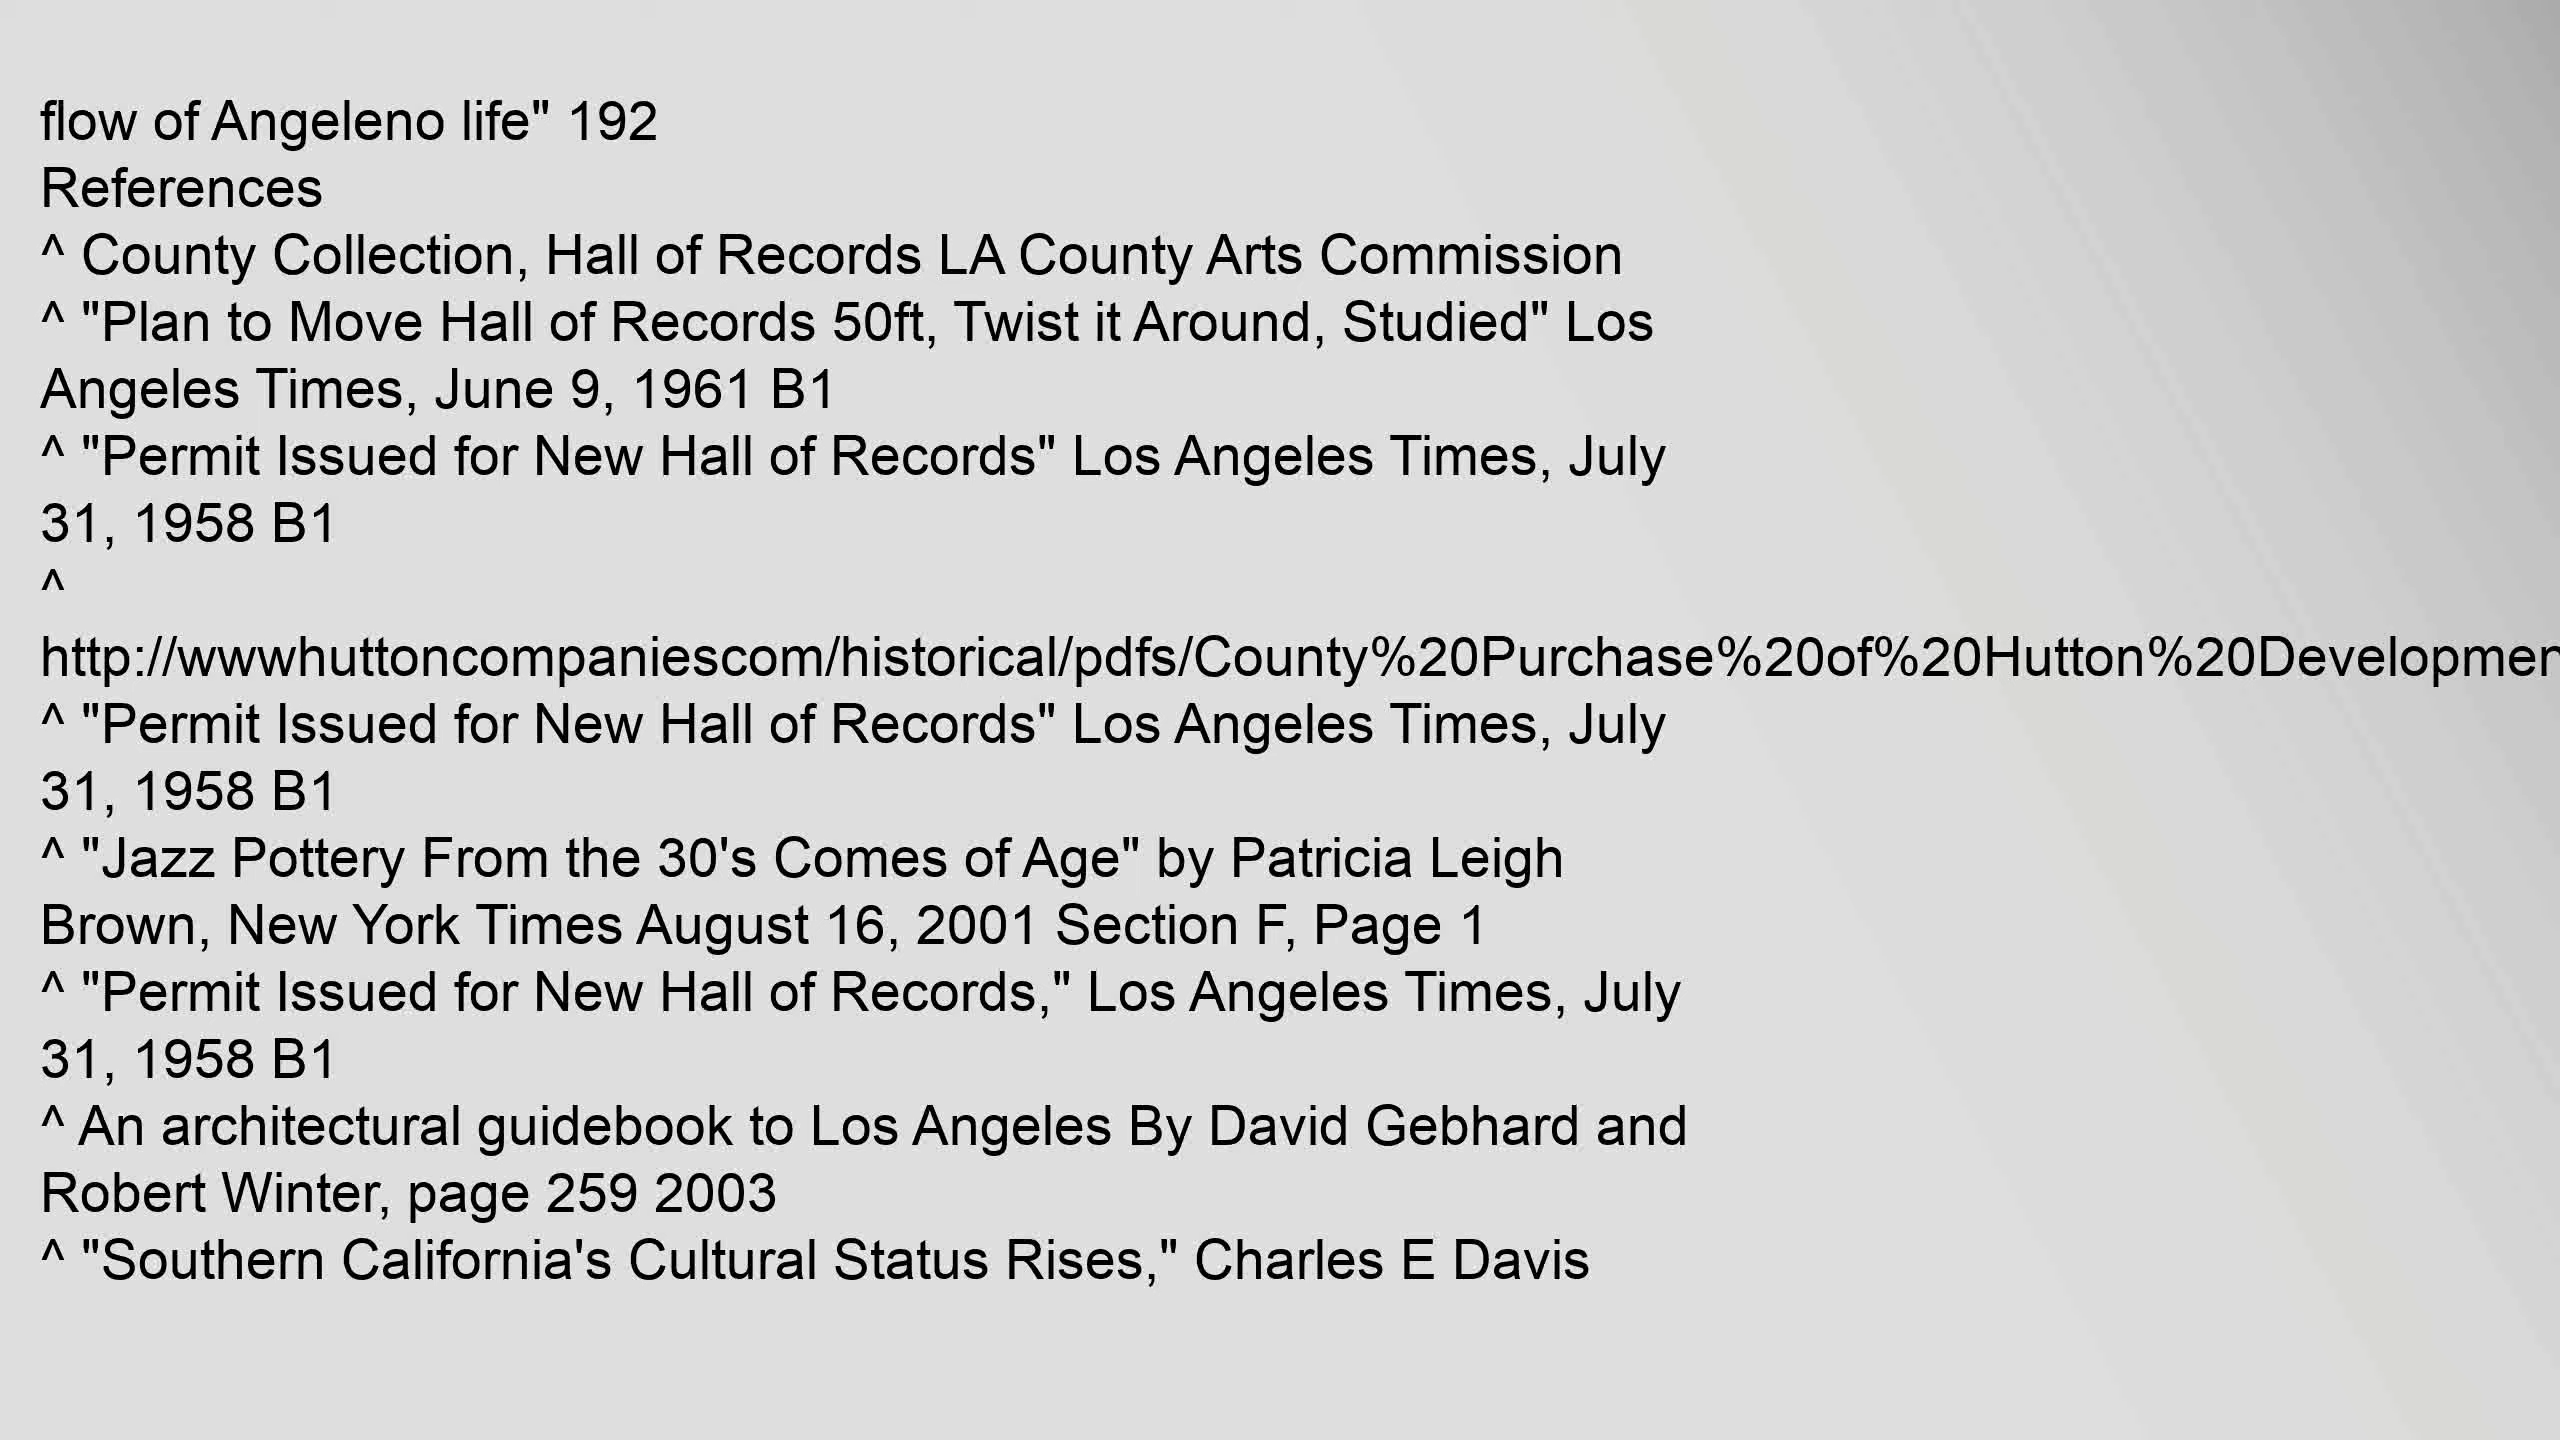 flow of Angeleno life" 192
References
^ County Collection, Hall of Records LA County Arts Commission
^ "Plan to Move Hall of Records 50ft, Twist it Around, Studied" Los
Angeles Times, June 9, 1961 B1
^ "Permit Issued for New Hall of Records" Los Angeles Times, July
31, 1958 B1
^
http://wwwhuttoncompaniescom/historical/pdfs/County%20Purchase%20of%20Hutton%20Developmen
^ "Permit Issued for New Hall of Records" Los Angeles Times, July
31, 1958 B1
^ "Jazz Pottery From the 30's Comes of Age" by Patricia Leigh
Brown, New York Times August 16, 2001 Section F, Page 1
^ "Permit Issued for New Hall of Records," Los Angeles Times, July
31, 1958 B1
^ An architectural guidebook to Los Angeles By David Gebhard and
Robert Winter, page 259 2003
^ "Southern California's Cultural Status Rises," Charles E Davis